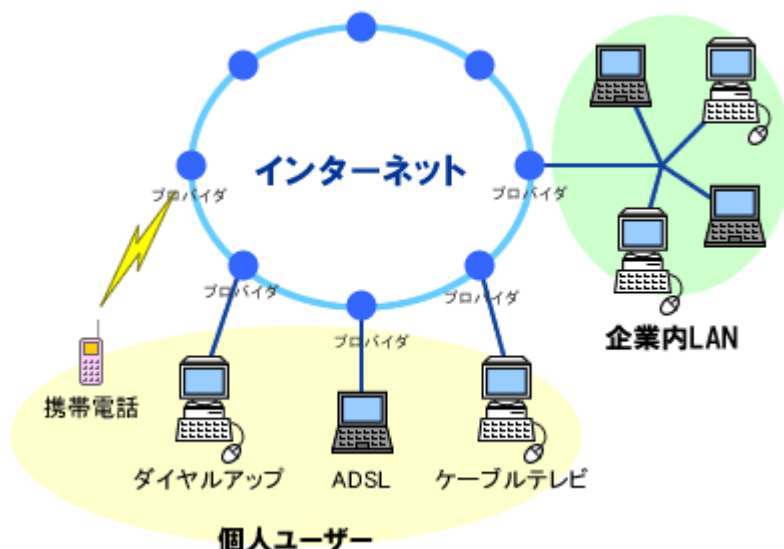 インターネット
プロバイダ
プロバイダ
プロバイダ
プロバイダ
プロバイダ
企業内LAN
携帯電話
ダイヤルアップ
ADSL
ケーブルテレビ
個人ユーザー